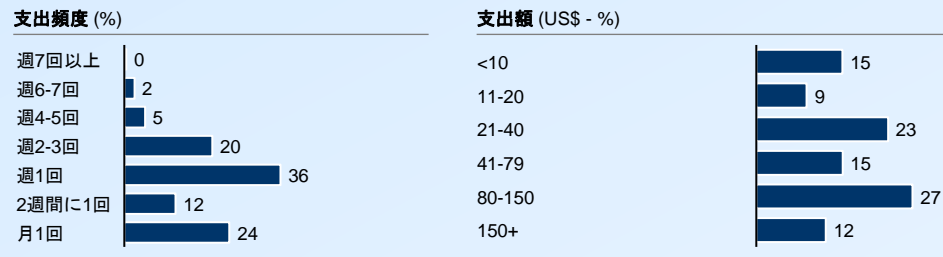 支出頻度 (%)
週7回以上 0
週6-7回 2
週4-5回 5
週2-3回 20
週1回 36
2週間に1回 12
月1回 24
支出額 (US$ - %)
<10 15
11-20 9
21-40 23
41-79 15
80-150 27
150+ 12